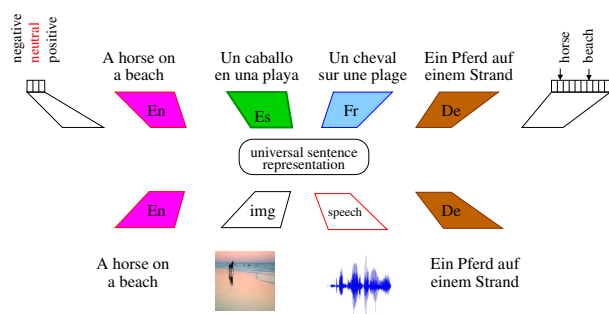 negative
neutral
positive
A horse on
a beach
Un caballo
en una playa
Un cheval
sur une plage
Ein Pferd auf
einem Strand
horse
beach
En
Es
Fr
De
universal sentence
representation
En
img
speech
De
A horse on
a beach
Ein Pferd auf
einem Strand